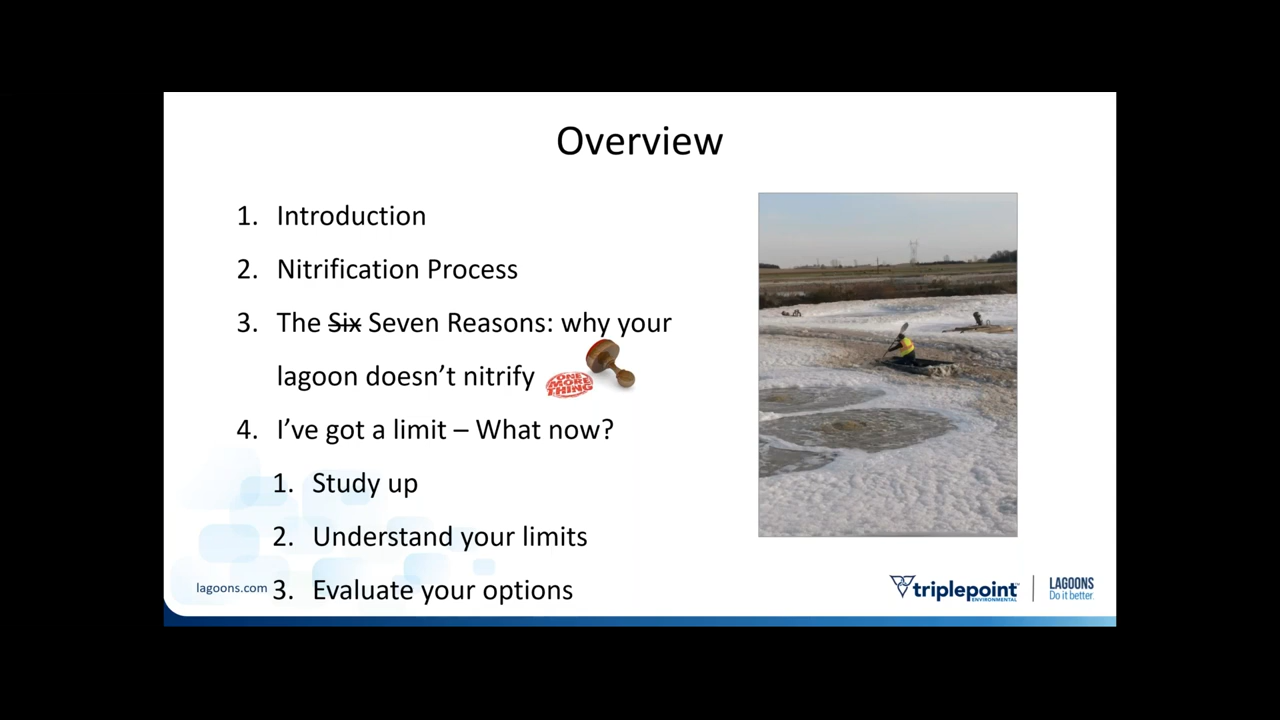 Overview
1. Introduction
2. Nitrification Process
3. The Six Seven Reasons: why your
lagoon doesn’t nitrify
ONE
MORE
THING
4. I’ve got a limit – What now?
1. Study up
2. Understand your limits
3. Evaluate your options
lagoons.com
triplepoint
ENVIRONMENTAL
LAGOONS
Do it better.